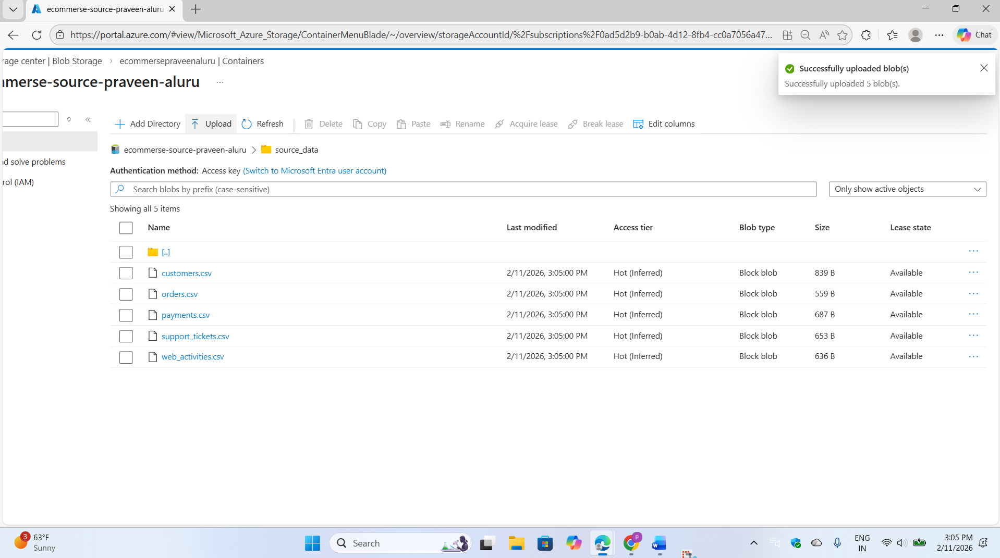 ecommerse-source-praveen-aluru
https://portal.azure.com/#view/Microsoft_Azure_Storage/ContainerMenuBlade/~/overview/storageAccountId/%2Fsubscriptions%2F0ad5d2b9-b0ab-4d12-8fb4-cc0a7056a47...
Chat
rage center | Blob Storage > ecommersepraveenaluru | Containers
mmerse-source-praveen-aluru ...
Successfully uploaded blob(s)
Successfully uploaded 5 blob(s).
Add Directory Upload Refresh Delete Copy Paste Rename Acquire lease Break lease Edit columns
ecommerse-source-praveen-aluru > source_data
nd solve problems
rol (IAM)
Authentication method: Access key (Switch to Microsoft Entra user account)
Search blobs by prefix (case-sensitive)
Only show active objects
Showing all 5 items
Name Last modified Access tier Blob type Size Lease state
[..] ...
customers.csv 2/11/2026, 3:05:00 PM Hot (Inferred) Block blob 839 B Available ...
orders.csv 2/11/2026, 3:05:00 PM Hot (Inferred) Block blob 559 B Available ...
payments.csv 2/11/2026, 3:05:00 PM Hot (Inferred) Block blob 687 B Available ...
support_tickets.csv 2/11/2026, 3:05:00 PM Hot (Inferred) Block blob 653 B Available ...
web_activities.csv 2/11/2026, 3:05:00 PM Hot (Inferred) Block blob 636 B Available ...
3
63°F
Sunny
Search
P
W
ENG
IN
3:05 PM
2/11/2026